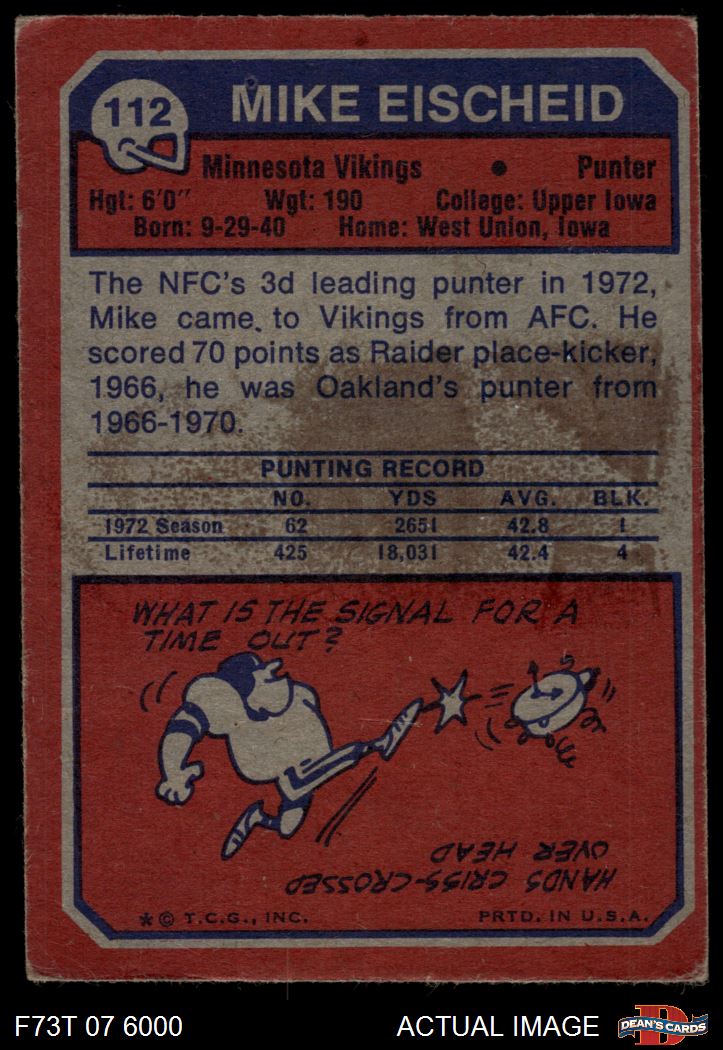 112
MIKE EISCHEID
Minnesota Vikings • Punter
Hgt: 6'0" Wgt: 190 College: Upper Iowa
Born: 9-29-40 Home: West Union, Iowa
The NFC's 3d leading punter in 1972,
Mike came to Vikings from AFC. He
scored 70 points as Raider place-kicker,
1966, he was Oakland's punter from
1966-1970.
PUNTING RECORD
NO. YDS AVG. BLK.
1972 Season 62 2651 42.8 1
Lifetime 425 18,031 42.4 4
WHAT IS THE SIGNAL FOR A
TIME OUT?
HANDS CRISS-CROSSED
OVER HEAD
* © T.C.G., INC. PRTD. IN U.S.A.
F73T 07 6000 ACTUAL IMAGE
D
DEAN'S CARDS